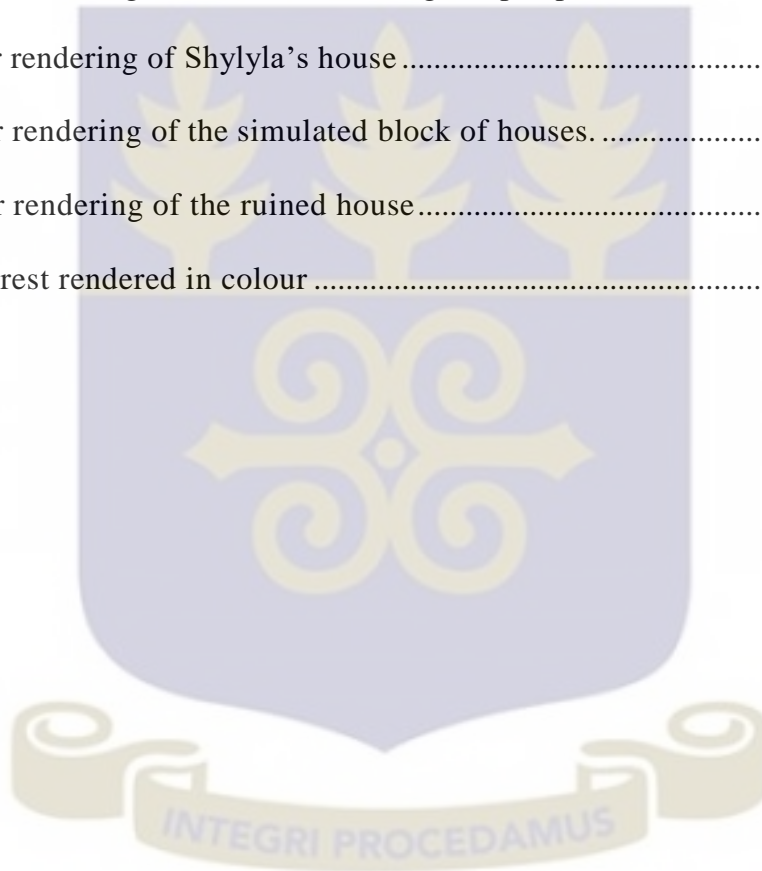 r rendering of Shylyla’s house ....................................................
r rendering of the simulated block of houses. .......................
r rendering of the ruined house ..................................................
rest rendered in colour ................................................................
INTEGRI PROCEDAMUS